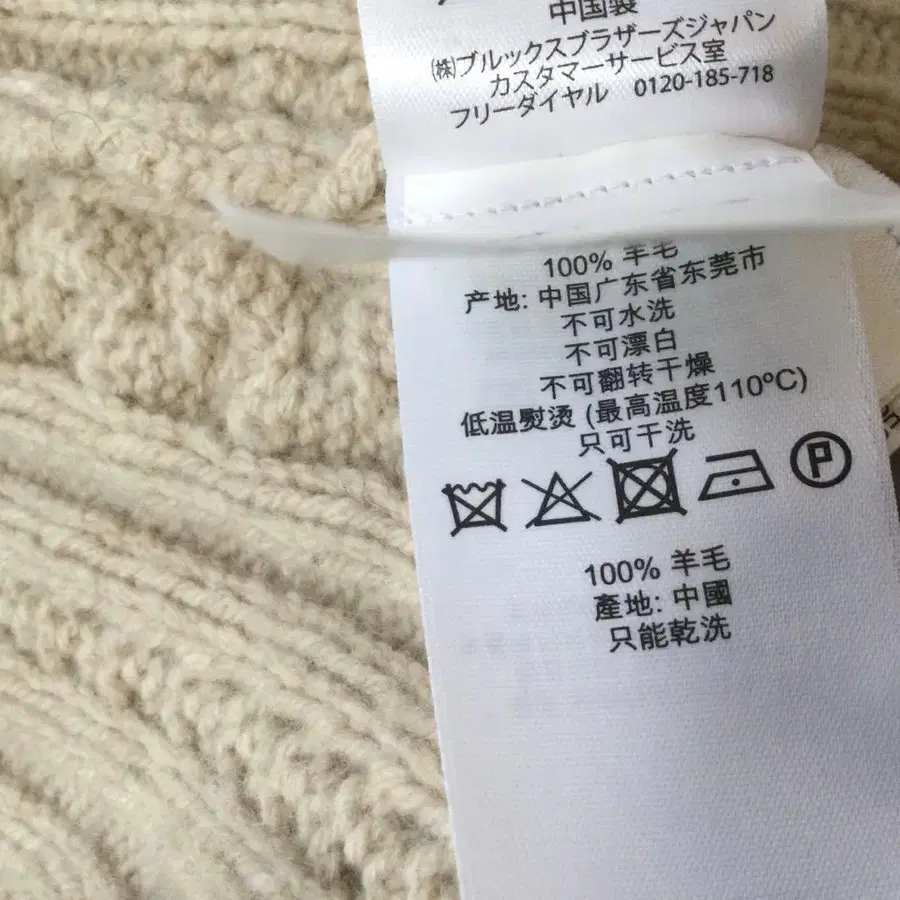 中国製
(株)ブルックスブラザーズジャパン
カスタマーサービス室
フリーダイヤル 0120-185-718
100% 羊毛
产地: 中国广东省东莞市
不可水洗
不可漂白
不可翻转干燥
低温熨烫 (最高温度110ºC)
只可干洗
P
100% 羊毛
產地: 中國
只能乾洗